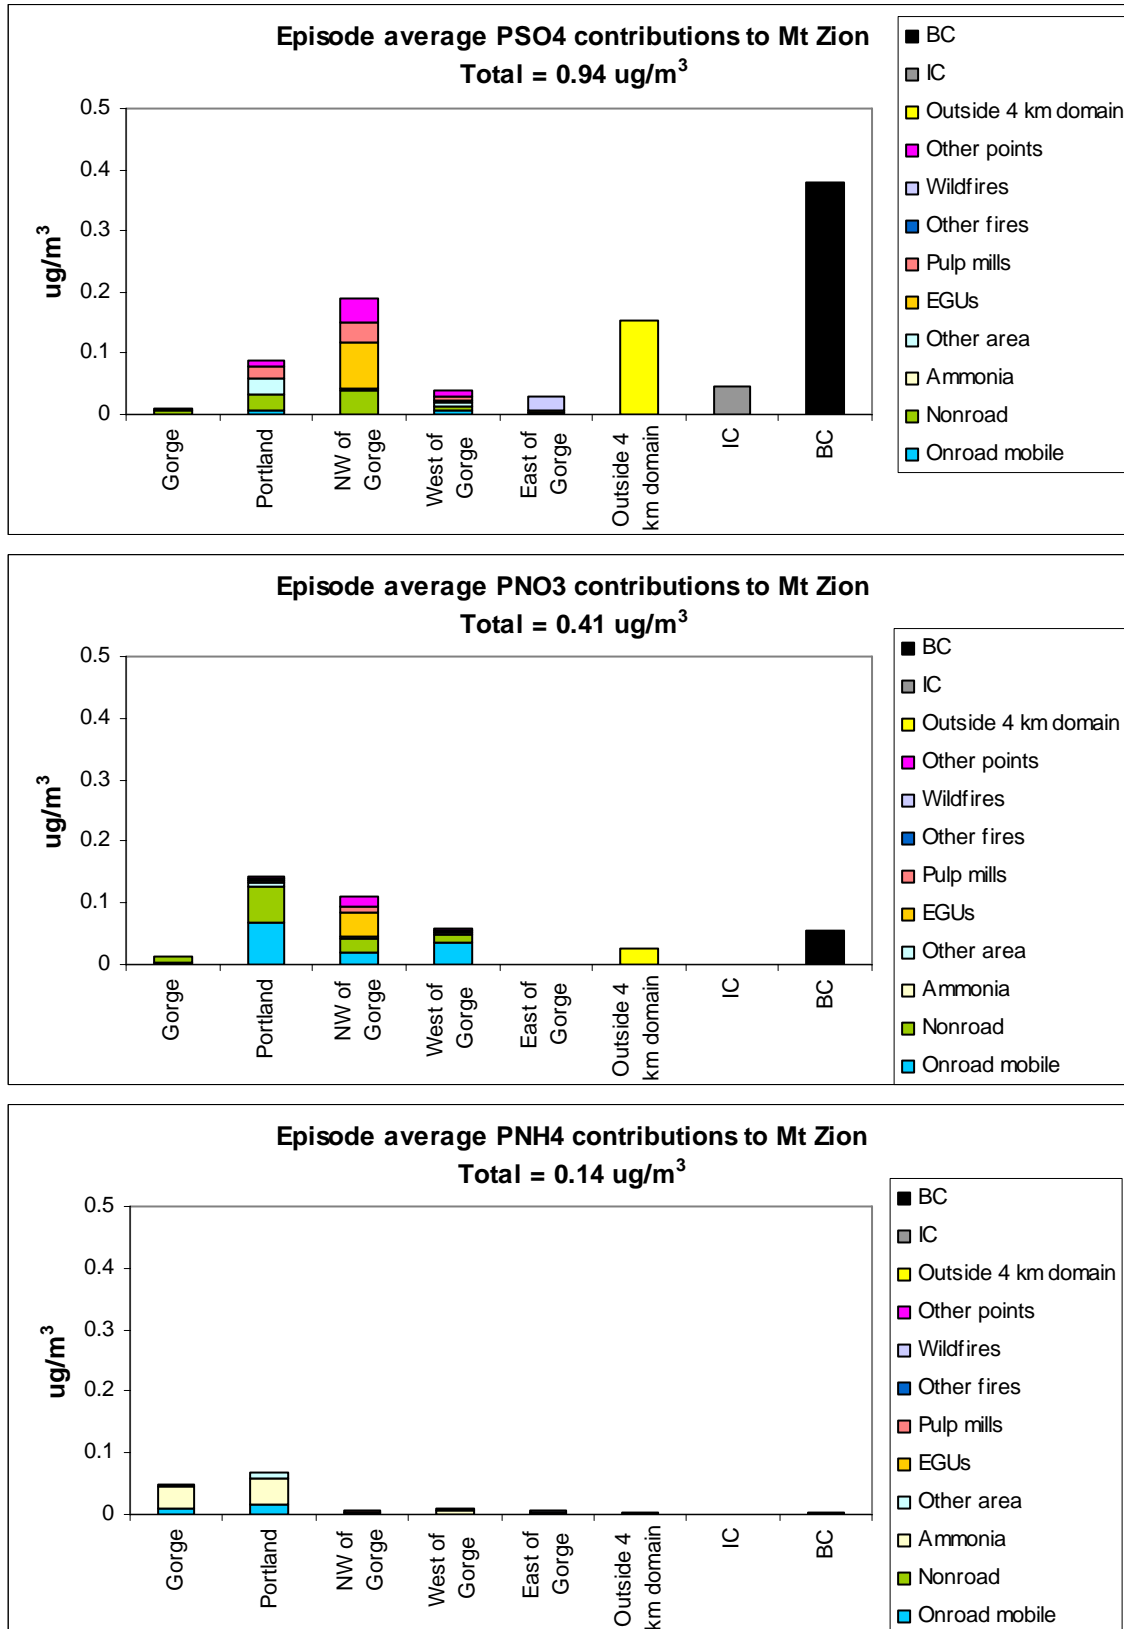 Episode average PSO4 contributions to Mt Zion
Total = 0.94 ug/m³
ug/m³
0.5
0.4
0.3
0.2
0.1
0
Gorge
Portland
NW of
Gorge
West of
Gorge
East of
Gorge
Outside 4
km domain
IC
BC
BC
IC
Outside 4 km domain
Other points
Wildfires
Other fires
Pulp mills
EGUs
Other area
Ammonia
Nonroad
Onroad mobile
Episode average PNO3 contributions to Mt Zion
Total = 0.41 ug/m³
ug/m³
0.5
0.4
0.3
0.2
0.1
0
Gorge
Portland
NW of
Gorge
West of
Gorge
East of
Gorge
Outside 4
km domain
IC
BC
BC
IC
Outside 4 km domain
Other points
Wildfires
Other fires
Pulp mills
EGUs
Other area
Ammonia
Nonroad
Onroad mobile
Episode average PNH4 contributions to Mt Zion
Total = 0.14 ug/m³
ug/m³
0.5
0.4
0.3
0.2
0.1
0
Gorge
Portland
NW of
Gorge
West of
Gorge
East of
Gorge
Outside 4
km domain
IC
BC
BC
IC
Outside 4 km domain
Other points
Wildfires
Other fires
Pulp mills
EGUs
Other area
Ammonia
Nonroad
Onroad mobile